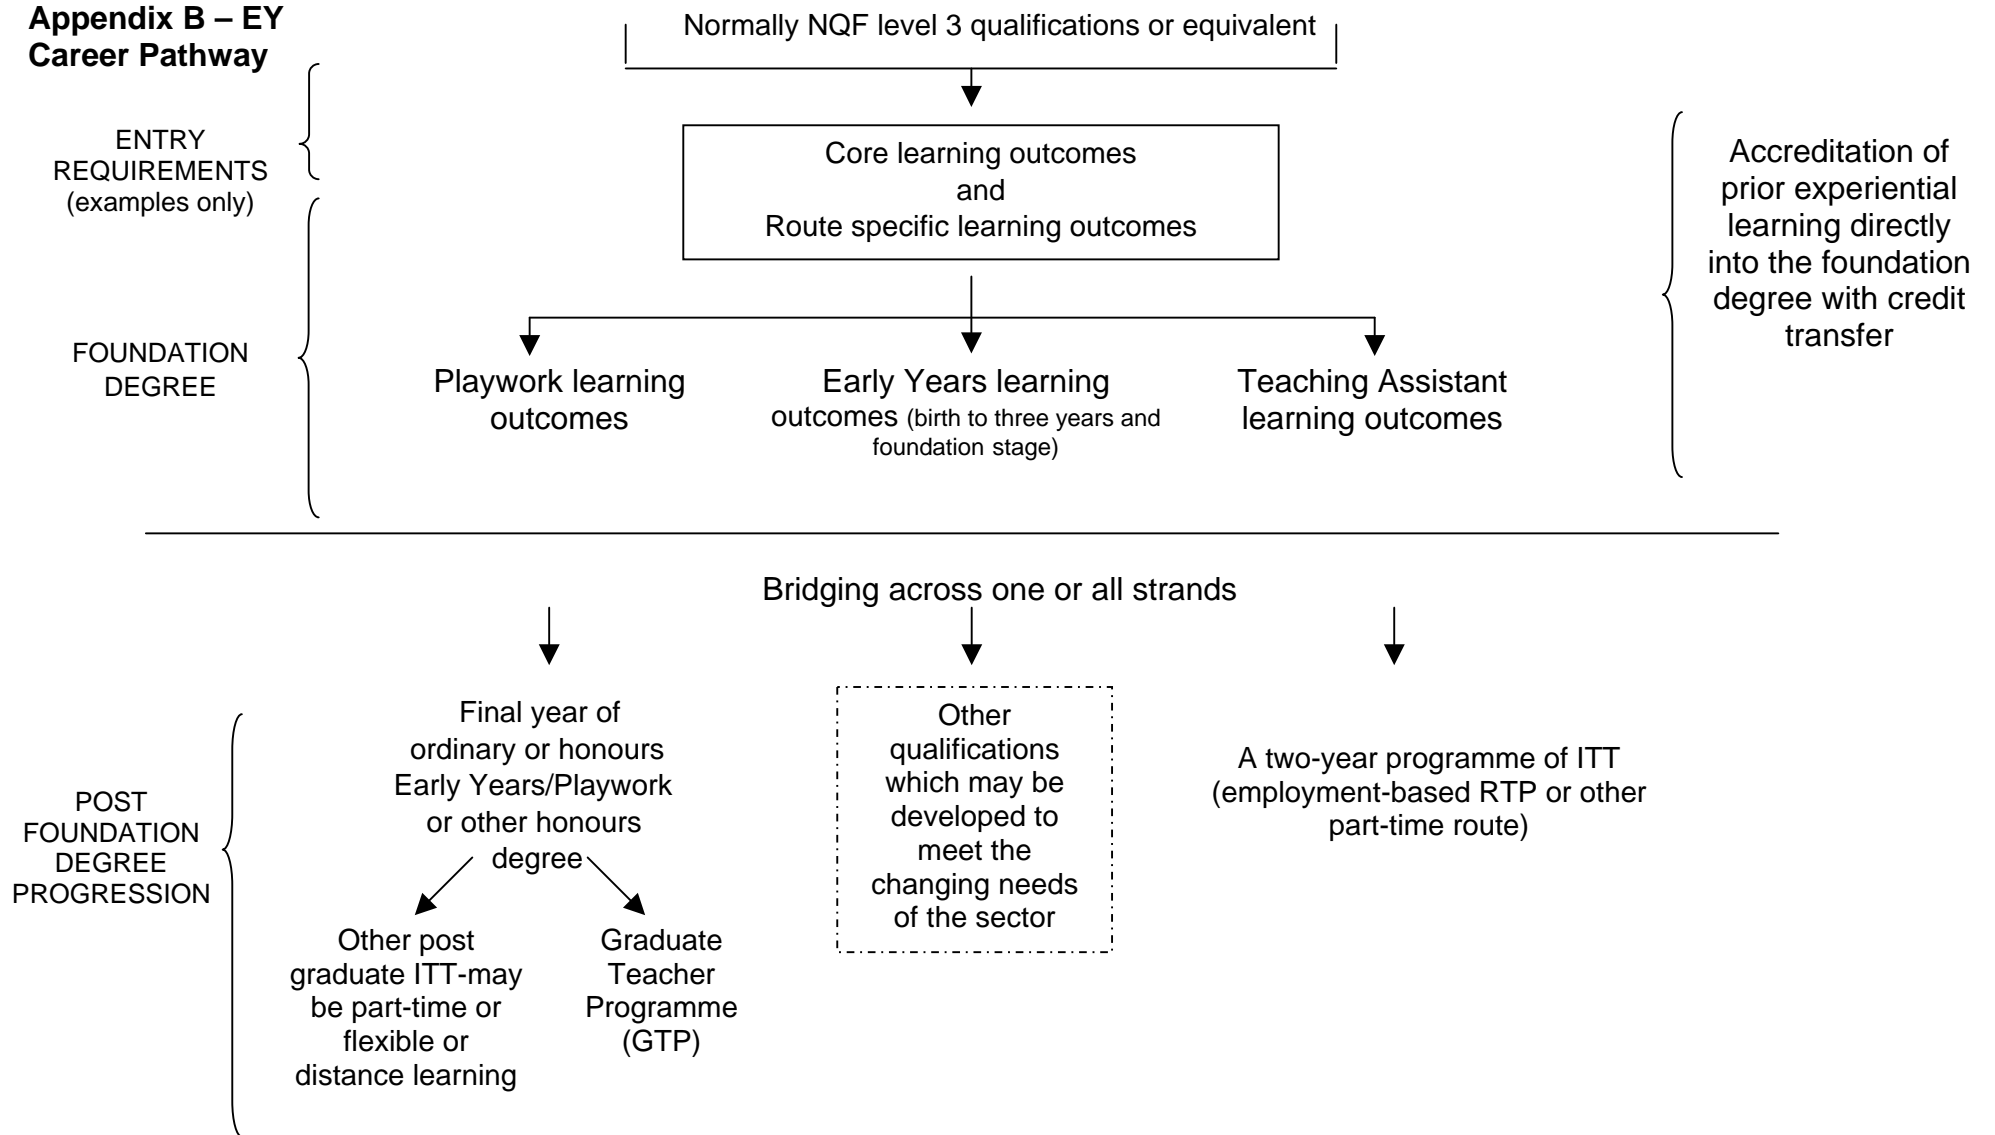 Appendix B – EY
Career Pathway
Normally NQF level 3 qualifications or equivalent
ENTRY
REQUIREMENTS
(examples only)
Core learning outcomes
and
Route specific learning outcomes
Accreditation of
prior experiential
learning directly
into the foundation
degree with credit
transfer
FOUNDATION
DEGREE
Playwork learning
outcomes
Early Years learning
outcomes (birth to three years and
foundation stage)
Teaching Assistant
learning outcomes
Bridging across one or all strands
POST
FOUNDATION
DEGREE
PROGRESSION
Final year of
ordinary or honours
Early Years/Playwork
or other honours
degree
Other
qualifications
which may be
developed to
meet the
changing needs
of the sector
A two-year programme of ITT
(employment-based RTP or other
part-time route)
Other post
graduate ITT-may
be part-time or
flexible or
distance learning
Graduate
Teacher
Programme
(GTP)